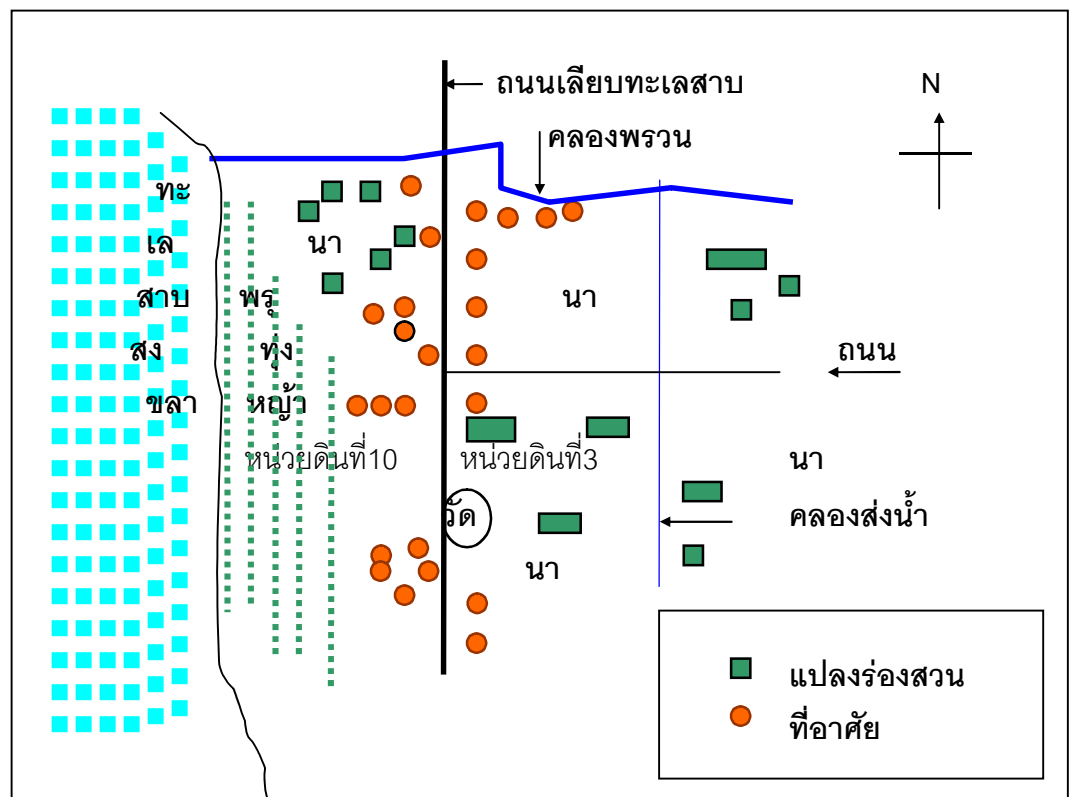 ถนนเลียบทะเลสาบ
N
คลองพรวน
ทะ
เล
สาบ
สง
ขลา
นา
พรุ
ทุ่ง
หญ้า
นา
ถนน
หน่วยดินที่10
หน่วยดินที่3
นา
วัด
คลองส่งน้ำ
นา
แปลงร่องสวน
ที่อาศัย